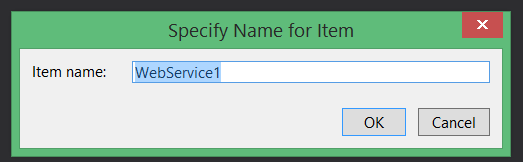 Specify Name for Item
Item name: WebService1
OK Cancel